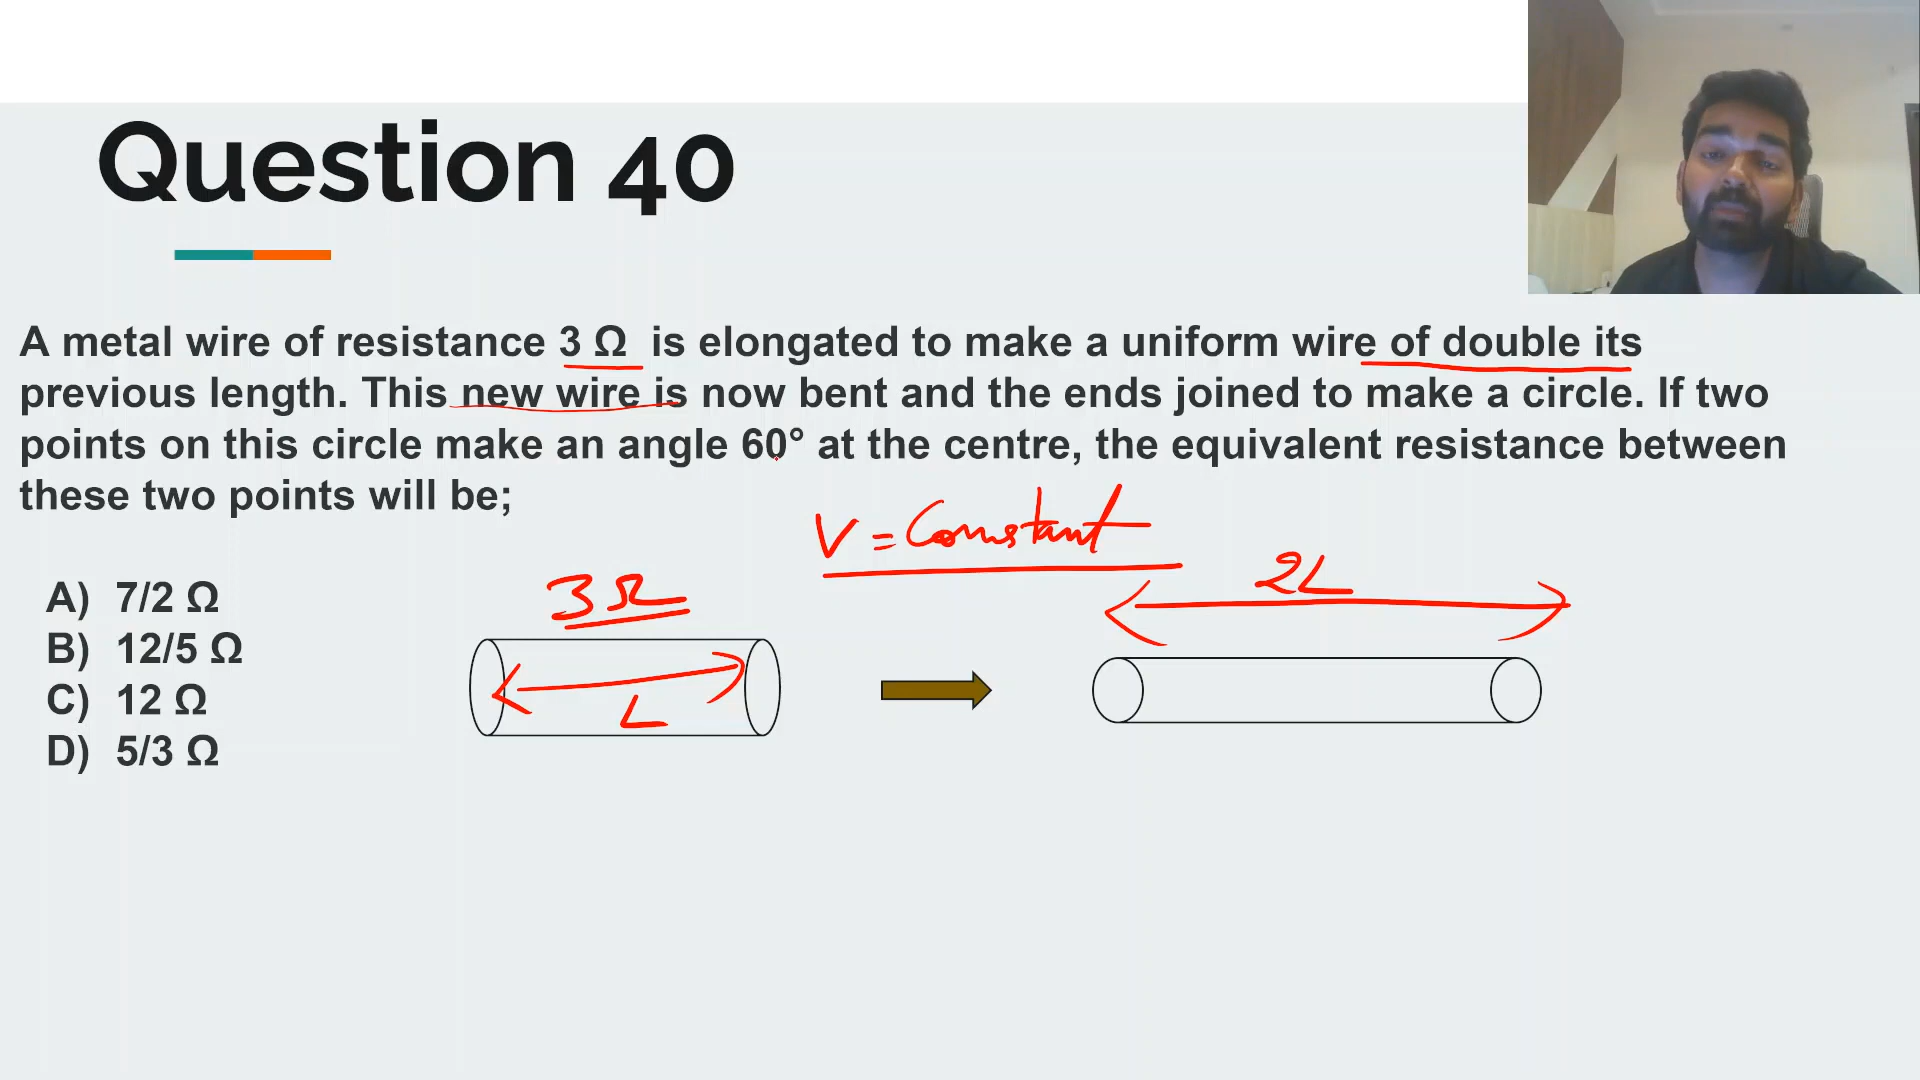 Question 40
A metal wire of resistance 3 Ω is elongated to make a uniform wire of double its
previous length. This new wire is now bent and the ends joined to make a circle. If two
points on this circle make an angle 60° at the centre, the equivalent resistance between
these two points will be;
V = Constant
A) 7/2 Ω
B) 12/5 Ω
C) 12 Ω
D) 5/3 Ω
3Ω
L
2L